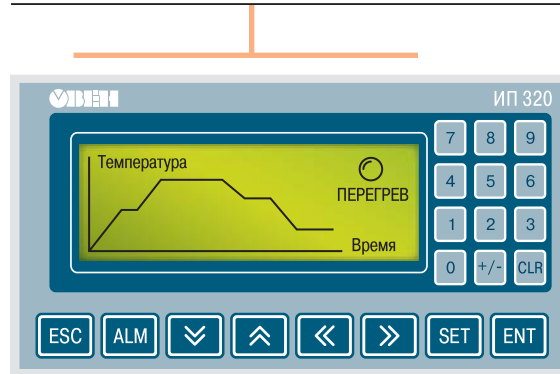 ОВЕН
ИП 320
Температура
ПЕРЕГРЕВ
Время
7 8 9
4 5 6
1 2 3
0 +/- CLR
ESC ALM SET ENT